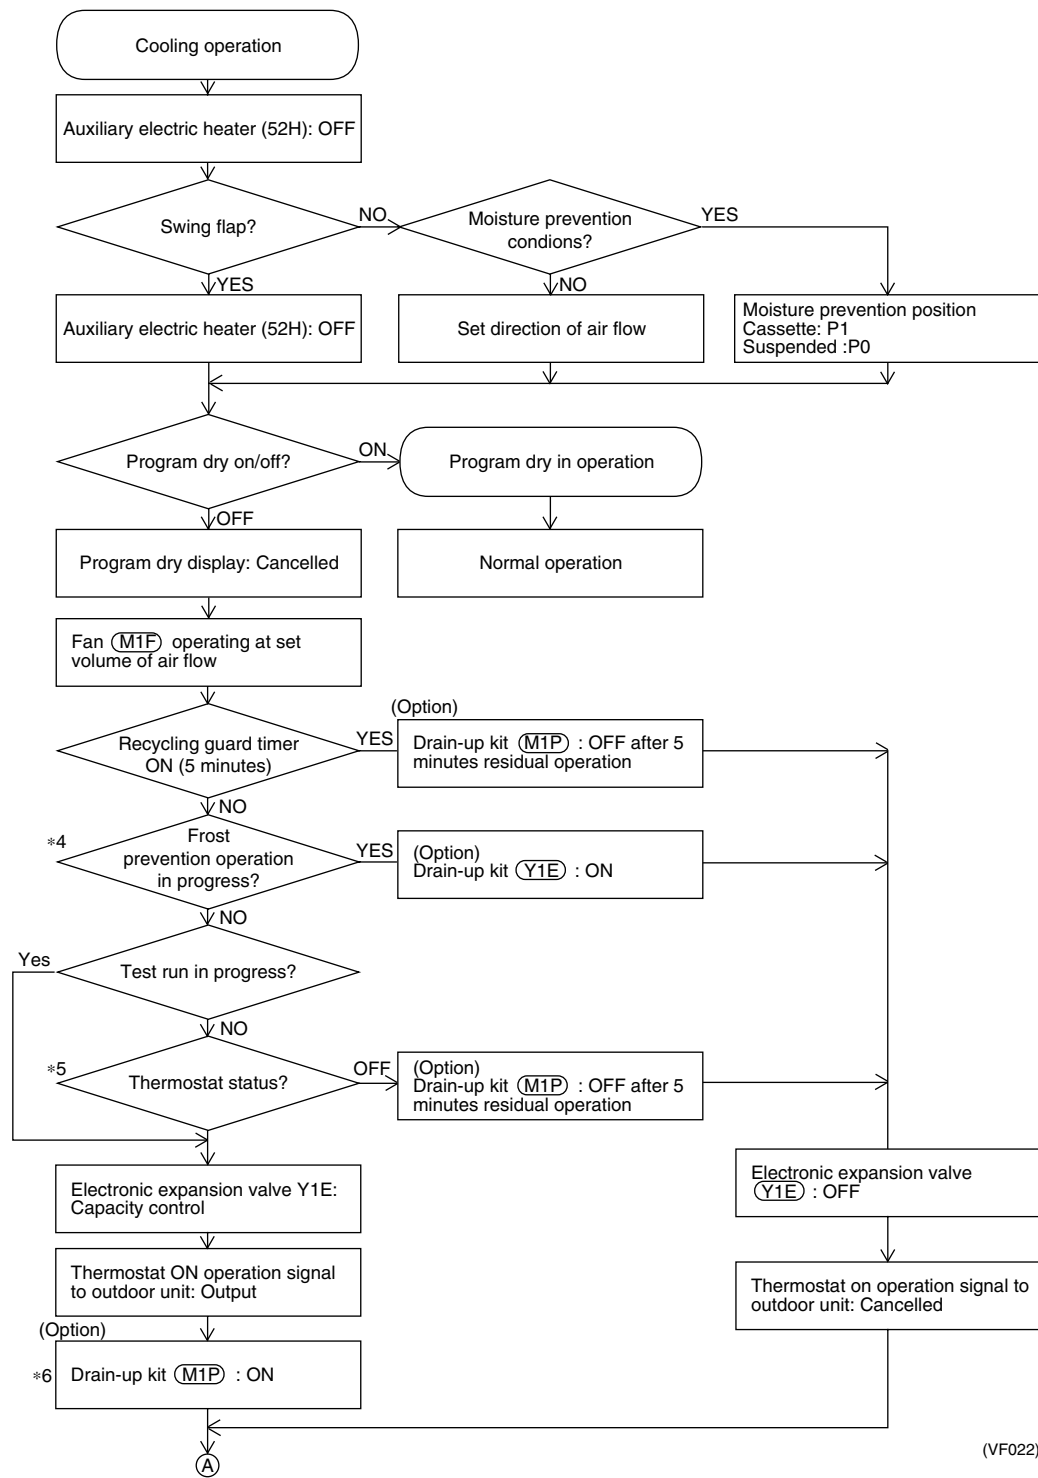 Cooling operation
Auxiliary electric heater (52H): OFF
Swing flap?
NO
Moisture prevention
condions?
YES
YES
NO
Auxiliary electric heater (52H): OFF
Set direction of air flow
Moisture prevention position
Cassette: P1
Suspended :P0
Program dry on/off?
ON
Program dry in operation
OFF
Program dry display: Cancelled
Normal operation
Fan M1F operating at set
volume of air flow
Recycling guard timer
ON (5 minutes)
YES
(Option)
Drain-up kit M1P : OFF after 5
minutes residual operation
NO
*4
Frost
prevention operation
in progress?
YES
(Option)
Drain-up kit Y1E : ON
NO
Yes
Test run in progress?
NO
*5
Thermostat status?
OFF
(Option)
Drain-up kit M1P : OFF after 5
minutes residual operation
Electronic expansion valve Y1E:
Capacity control
Electronic expansion valve
Y1E : OFF
Thermostat ON operation signal
to outdoor unit: Output
Thermostat on operation signal to
outdoor unit: Cancelled
(Option)
*6
Drain-up kit M1P : ON
A
(VF022)